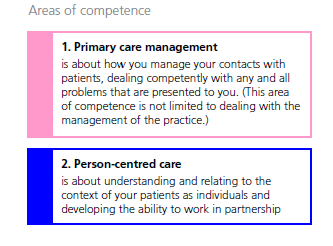 Areas of competence
1. Primary care management
is about how you manage your contacts with
patients, dealing competently with any and all
problems that are presented to you. (This area
of competence is not limited to dealing with the
management of the practice.)
2. Person-centred care
is about understanding and relating to the
context of your patients as individuals and
developing the ability to work in partnership